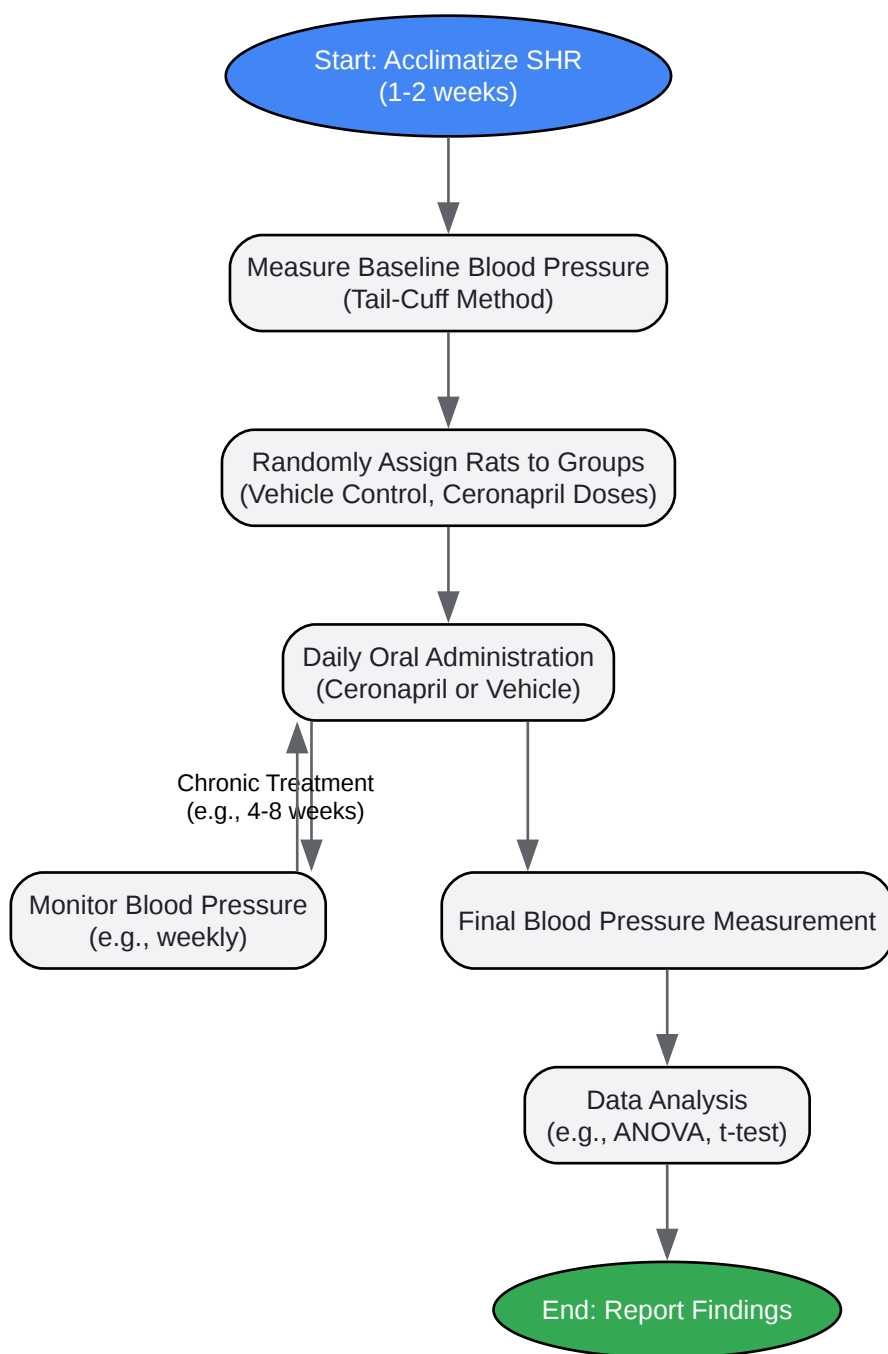 Start: Acclimatize SHR
(1-2 weeks)
Measure Baseline Blood Pressure
(Tail-Cuff Method)
Randomly Assign Rats to Groups
(Vehicle Control, Ceronapril Doses)
Daily Oral Administration
(Ceronapril or Vehicle)
Chronic Treatment
(e.g., 4-8 weeks)
Monitor Blood Pressure
(e.g., weekly)
Final Blood Pressure Measurement
Data Analysis
(e.g., ANOVA, t-test)
End: Report Findings